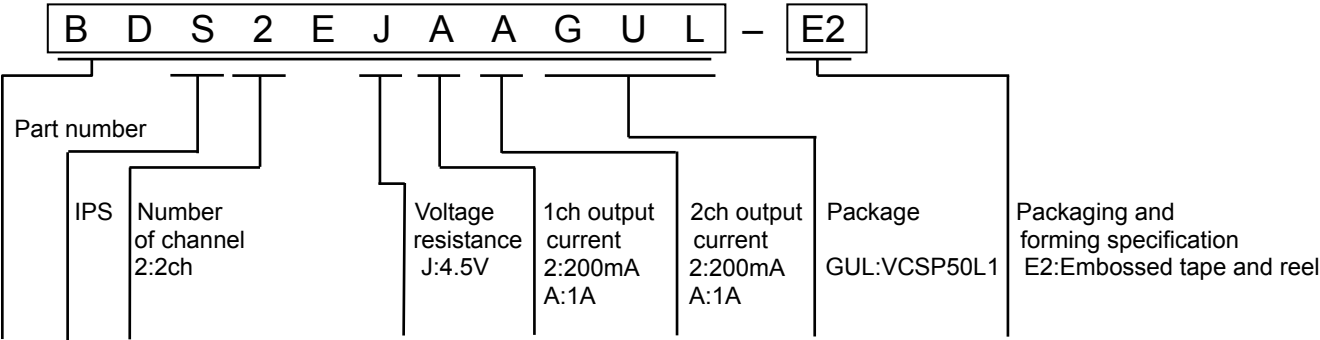 B D S 2 E J A A G U L – E2
Part number
IPS
Number
of channel
2:2ch
Voltage
resistance
J:4.5V
1ch output
current
2:200mA
A:1A
2ch output
current
2:200mA
A:1A
Package
GUL:VCSP50L1
Packaging and
forming specification
E2:Embossed tape and reel